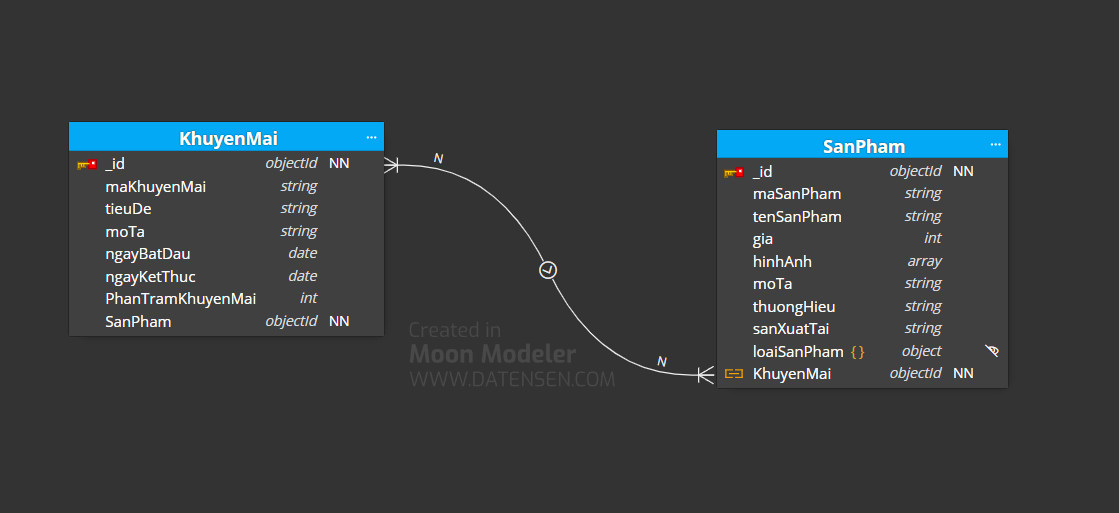 KhuyenMai ...
_id objectId NN
maKhuyenMai string
tieuDe string
moTa string
ngayBatDau date
ngayKetThuc date
PhanTramKhuyenMai int
SanPham objectId NN
N
N
Created in
Moon Modeler
WWW.DATENSEN.COM
SanPham ...
_id objectId NN
maSanPham string
tenSanPham string
gia int
hinhAnh array
moTa string
thuongHieu string
sanXuatTai string
loaiSanPham {} object
KhuyenMai objectId NN